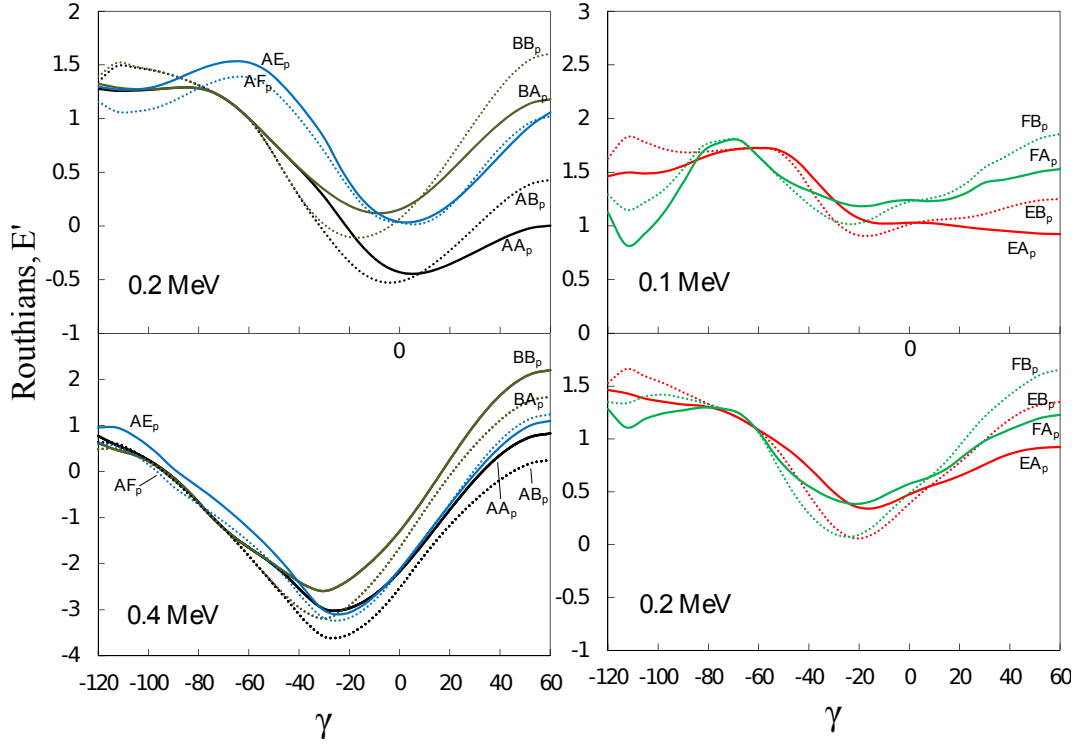 Routhians, E'
2
1.5
1
0.5
0
-0.5
-1
AE_p
AF_p
BB_p
BA_p
AB_p
AA_p
0.2 MeV
0
3
2.5
2
1.5
1
0.5
0
FB_p
FA_p
EB_p
EA_p
0.1 MeV
0
2
1
0
-1
-2
-3
-4
AE_p
AF_p
BB_p
BA_p
AA_p
AB_p
0.4 MeV
-120 -100 -80 -60 -40 -20 0 20 40 60
γ
1.5
1
0.5
0
-0.5
-1
FB_p
EB_p
FA_p
EA_p
0.2 MeV
-120 -100 -80 -60 -40 -20 0 20 40 60
γ